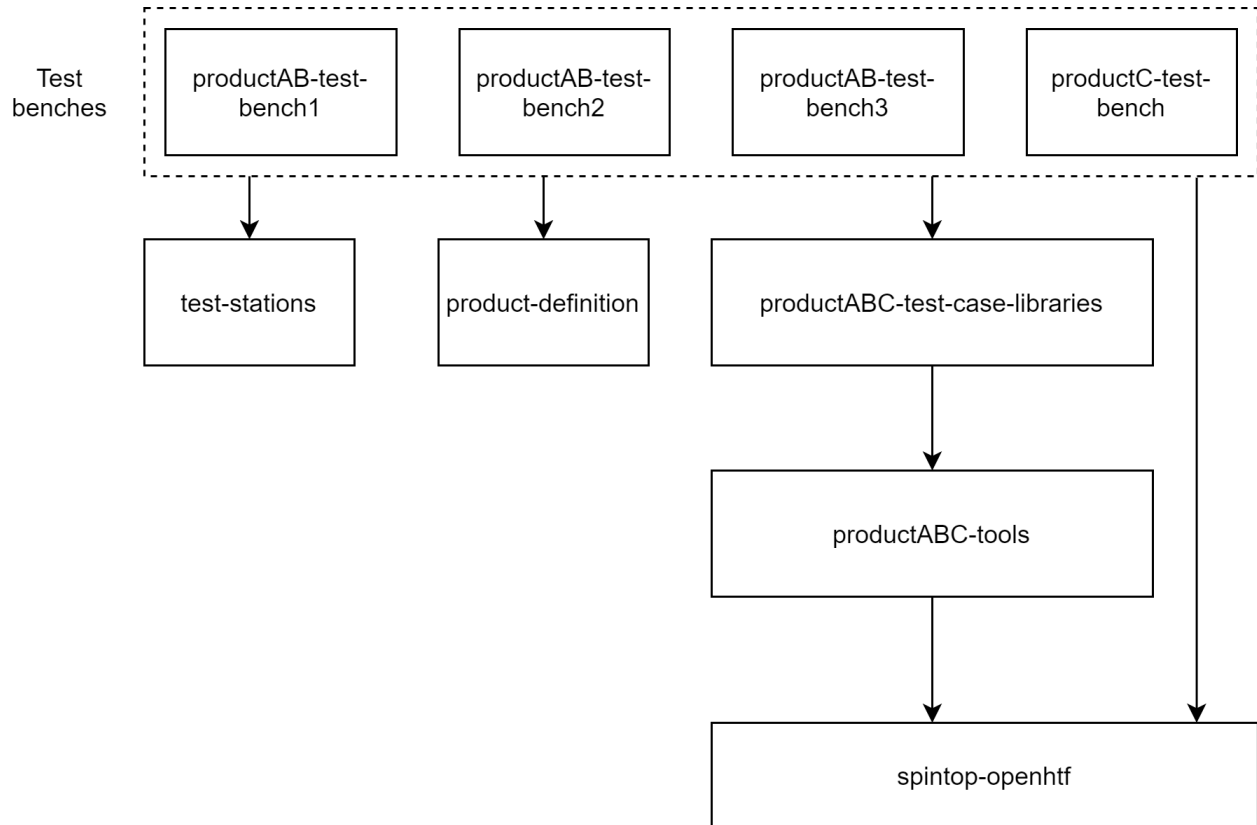 Test
benches
productAB-test-
bench1
productAB-test-
bench2
productAB-test-
bench3
productC-test-
bench
test-stations
product-definition
productABC-test-case-libraries
productABC-tools
spintop-openhtf